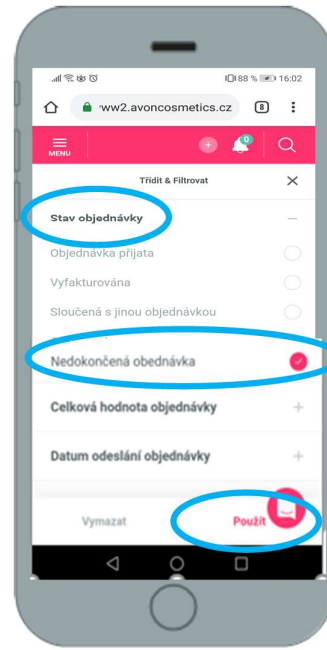 88 % 16:02
ww2.avoncosmetics.cz 8
MENU + 0
Třídit & Filtrovat
Stav objednávky
Objednávka přijata
Vyfakturována
Sloučená s jinou objednávkou
Nedokončená obednávka
Celková hodnota objednávky +
Datum odeslání objednávky +
Vymazat Použít